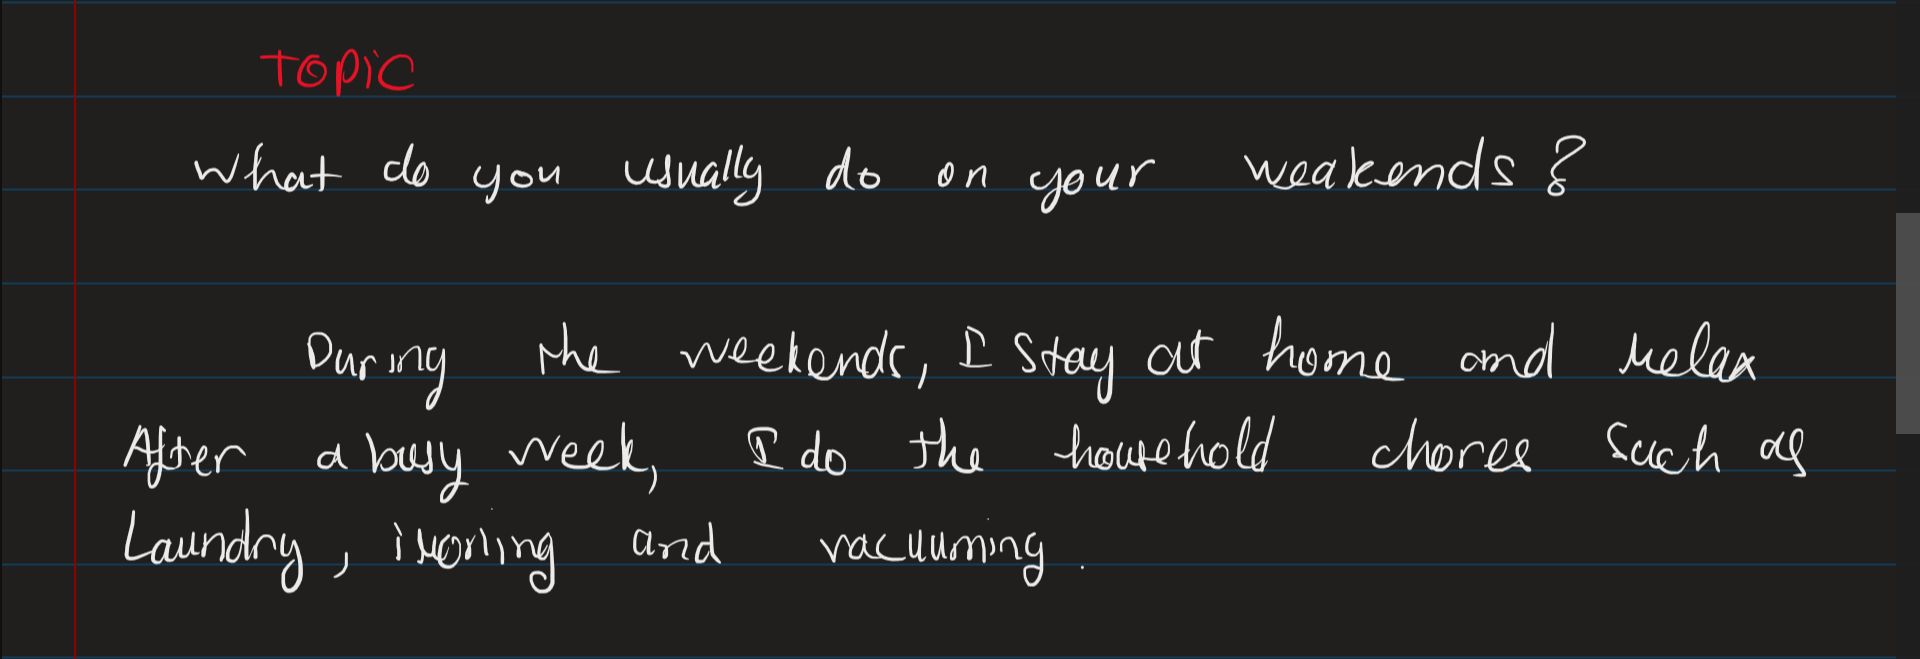 TOPIC
What do you usually do on your weakends?
During the weekends, I stay at home and relax
After a busy week, I do the household chores such as
Laundry, ironing and vacuuming.